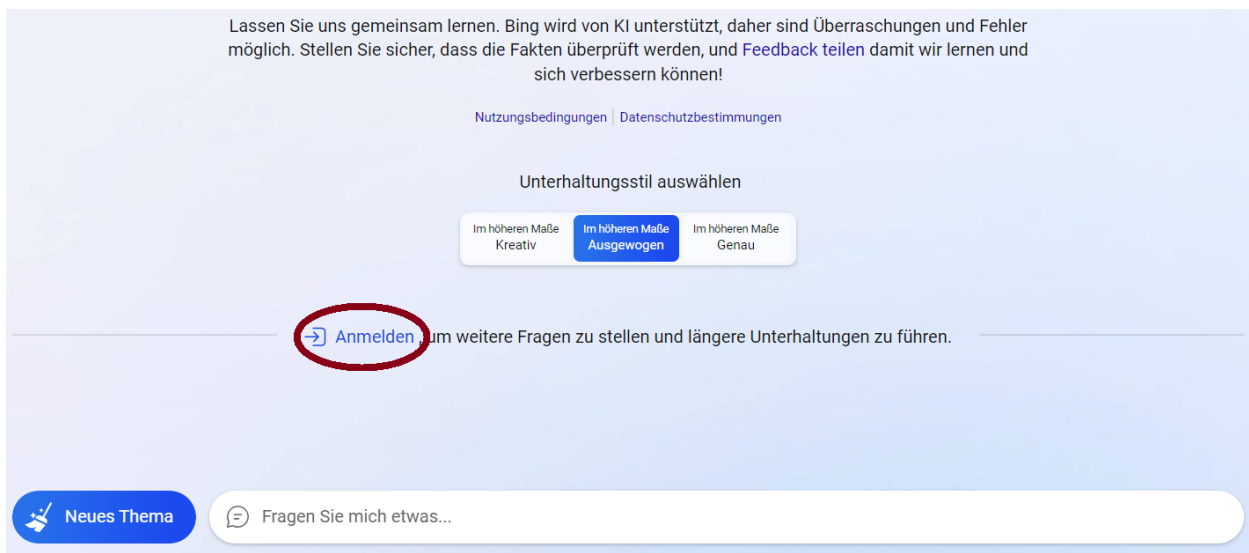 Lassen Sie uns gemeinsam lernen. Bing wird von KI unterstützt, daher sind Überraschungen und Fehler
möglich. Stellen Sie sicher, dass die Fakten überprüft werden, und Feedback teilen damit wir lernen und
sich verbessern können!
Nutzungsbedingungen | Datenschutzbestimmungen
Unterhaltungsstil auswählen
Im höheren Maße Im höheren Maße Im höheren Maße
Kreativ Ausgewogen Genau
Anmelden , um weitere Fragen zu stellen und längere Unterhaltungen zu führen.
Neues Thema Fragen Sie mich etwas...